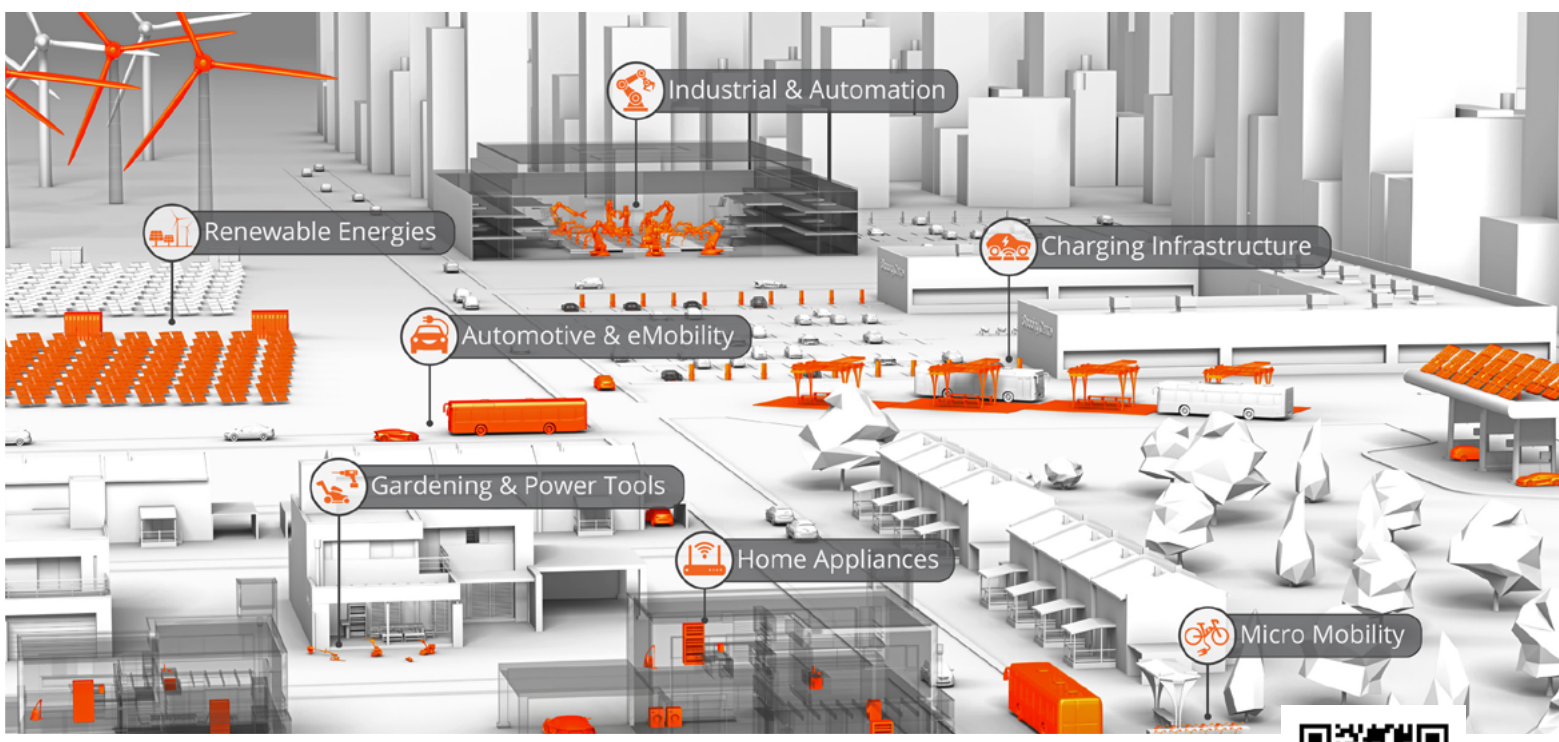 Industrial & Automation
Renewable Energies
Charging Infrastructure
Automotive & eMobility
Gardening & Power Tools
Home Appliances
Micro Mobility